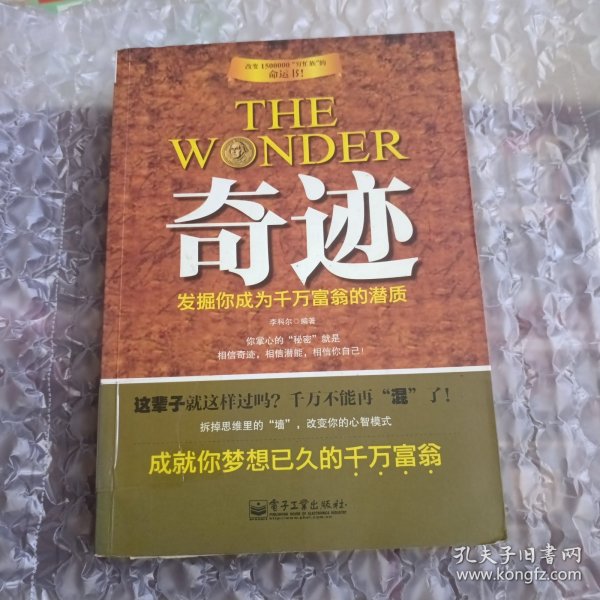 改变1500000“穷忙族”的
命运书！
THE
WONDER
奇迹
发掘你成为千万富翁的潜质
李科尔◎编著
你掌心的“秘密”就是
相信奇迹，相信潜能，相信你自己！
这辈子就这样过吗？千万不能再“混”了！
拆掉思维里的“墙”，改变你的心智模式
成就你梦想已久的千万富翁
電子工業出版社
PUBLISHING HOUSE OF ELECTRONICS INDUSTRY
孔夫子旧书网
www.kongfz.com